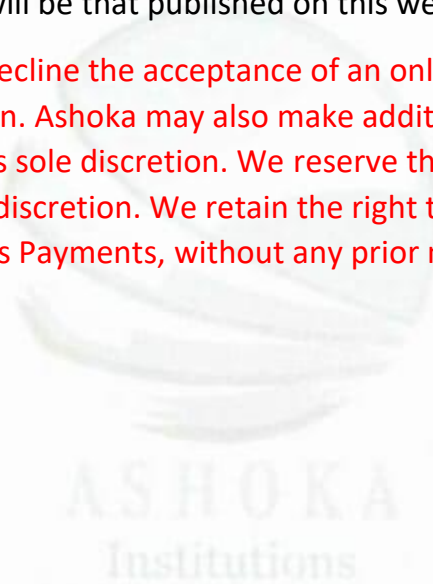 will be that published on this we
ecline the acceptance of an onl
n. Ashoka may also make addit
s sole discretion. We reserve th
discretion. We retain the right t
s Payments, without any prior
ASHOKA
Institutions